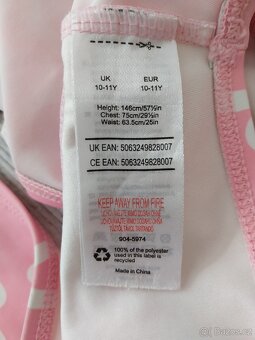 UK EUR
10-11Y 10-11Y
Height: 146cm/57½in
Chest: 75cm/29½in
Waist: 63.5cm/25in
UK EAN: 5063249828007
CE EAN: 5063249828007
KEEP AWAY FROM FIRE
904-5974
100% of the polyester
used in this product
is recycled
Made in China